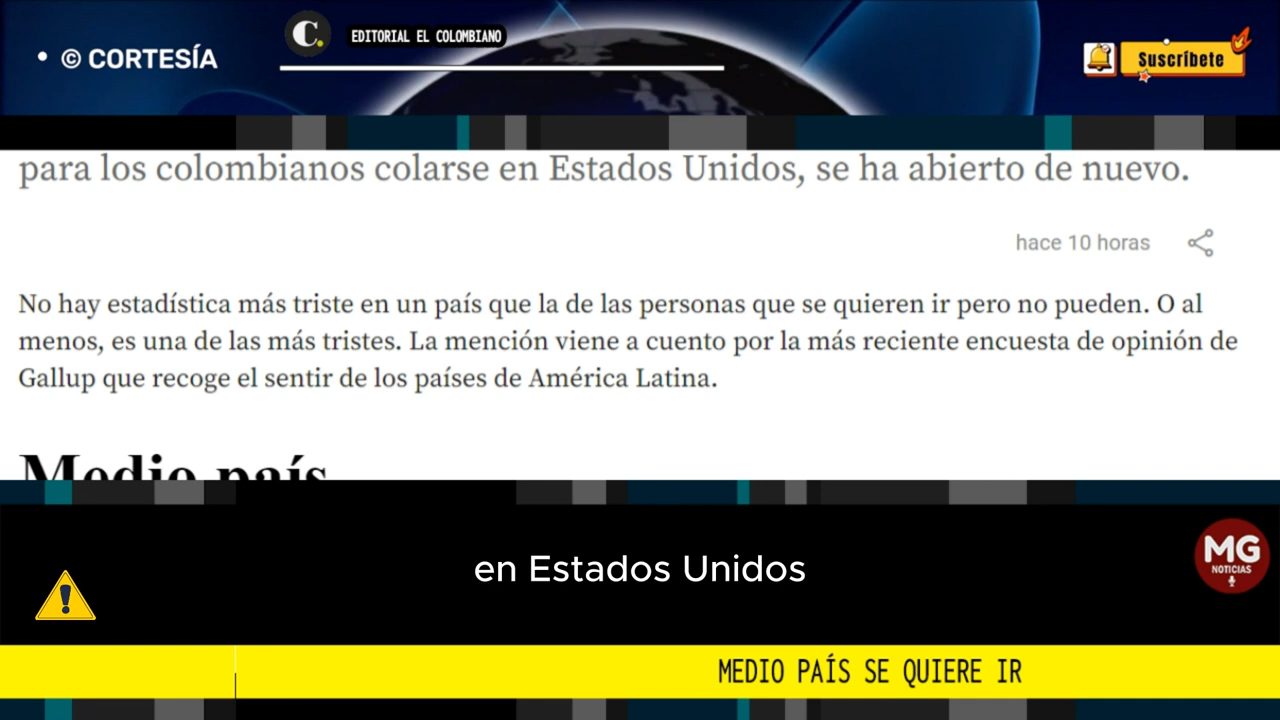 • © CORTESÍA
C.
EDITORIAL EL COLOMBIANO
Suscríbete
para los colombianos colarse en Estados Unidos, se ha abierto de nuevo.
hace 10 horas
No hay estadística más triste en un país que la de las personas que se quieren ir pero no pueden. O al
menos, es una de las más tristes. La mención viene a cuento por la más reciente encuesta de opinión de
Gallup que recoge el sentir de los países de América Latina.
Medio país
en Estados Unidos
MG
NOTICIAS
MEDIO PAÍS SE QUIERE IR